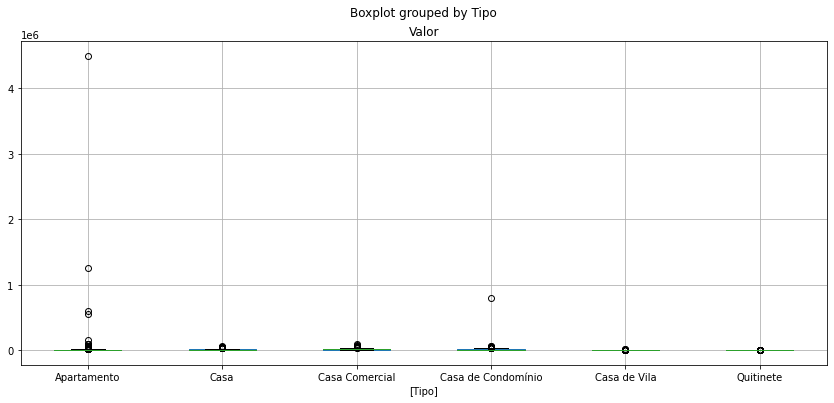 Boxplot grouped by Tipo
Valor
1e6
4
3
2
1
0
Apartamento Casa Casa Comercial Casa de Condomínio Casa de Vila Quitinete
[Tipo]